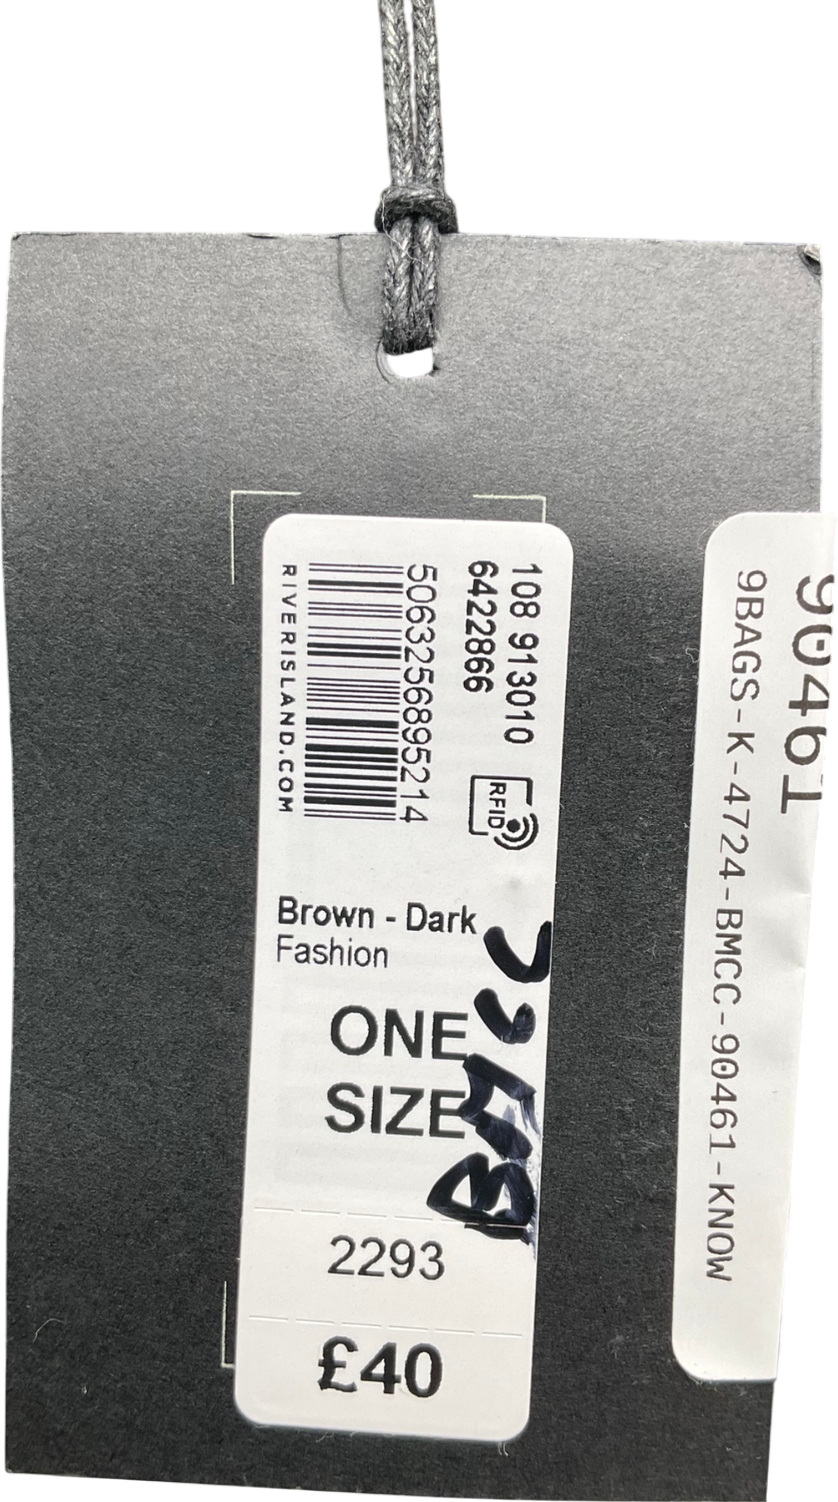 108 913010
6422866
RFID
5063256895214
RIVERISLAND.COM
Brown - Dark
Fashion
ONE
SIZE
2293
£40
BMCC
90461
9BAGS-K-4724-BMCC-90461-KNOW